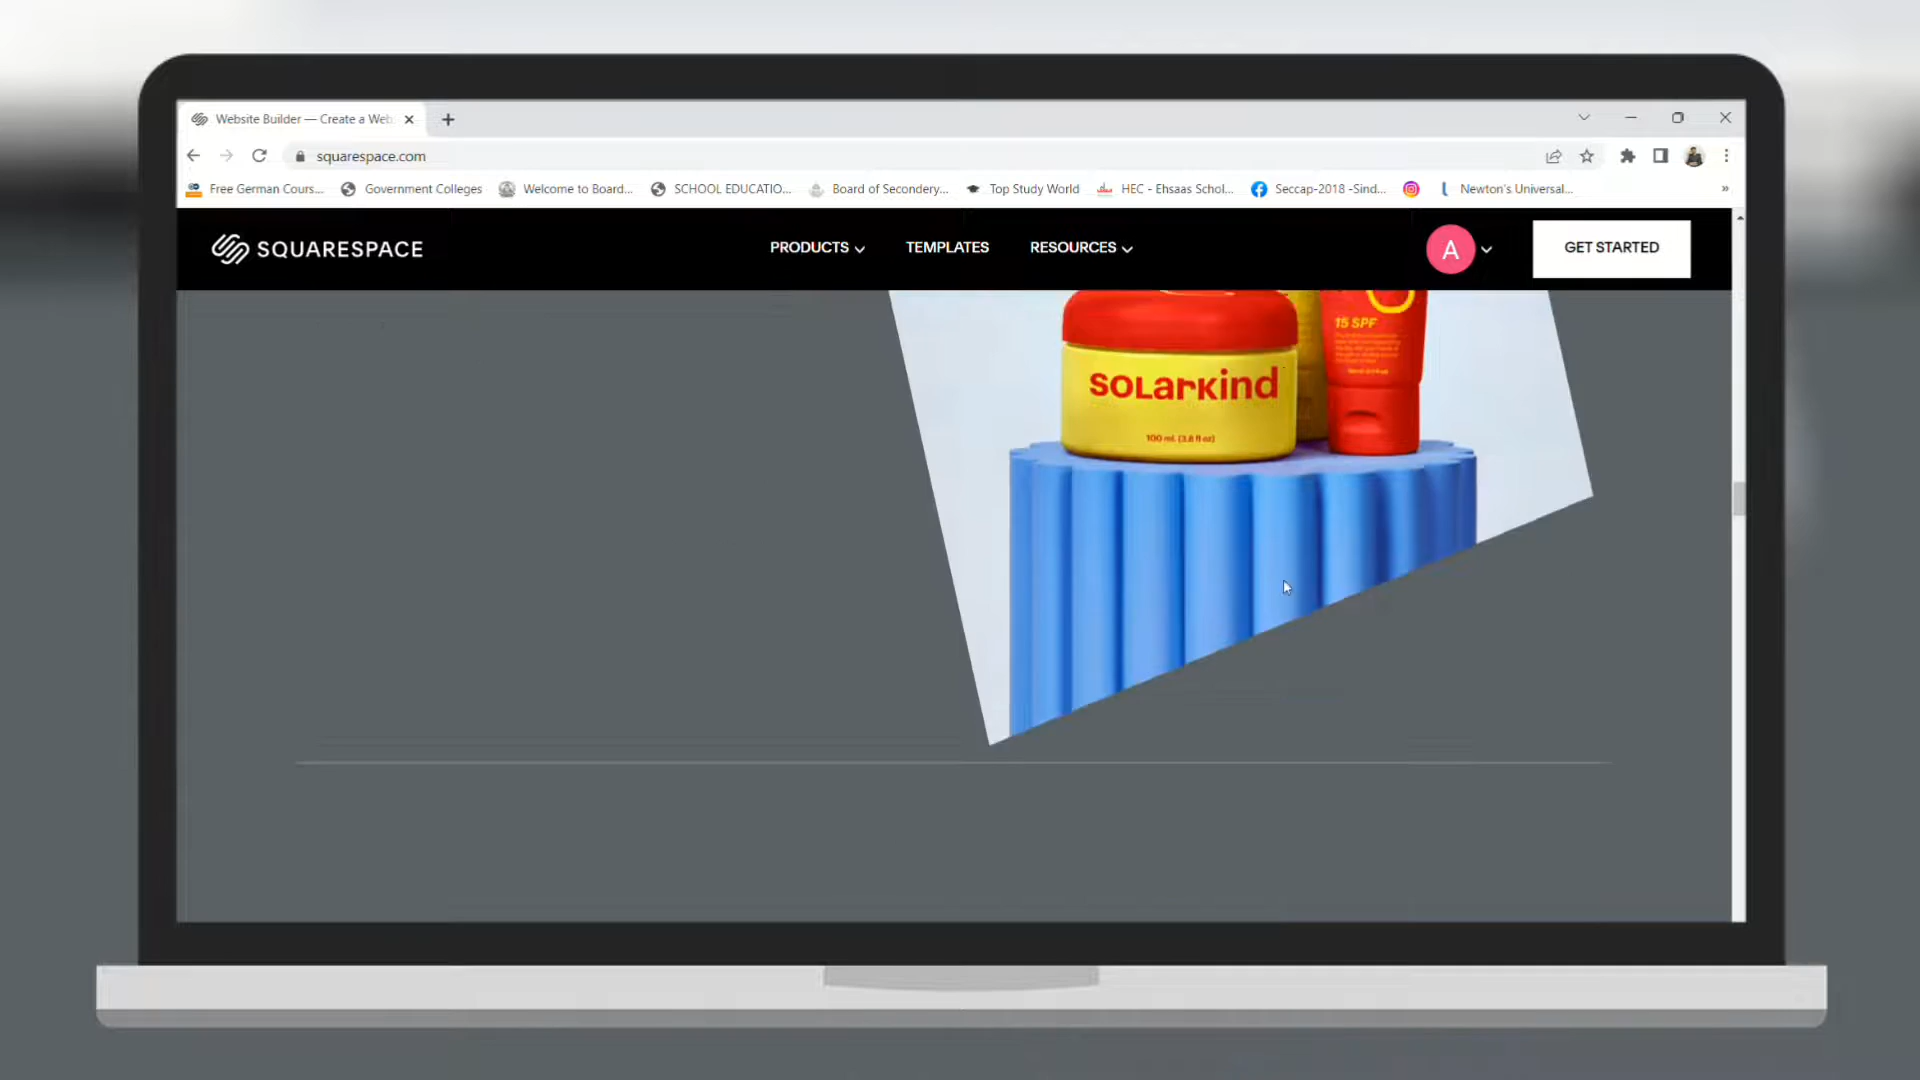 Website Builder — Create a Web
squarespace.com
Free German Cours... Government Colleges Welcome to Board... SCHOOL EDUCATIO... Board of Secondery... Top Study World HEC - Ehsaas Schol... Seccap-2018 -Sind... Newton's Universal... »
SQUARESPACE PRODUCTS TEMPLATES RESOURCES A GET STARTED
15 SPF
SOLARKIND
100 ml. (3.8 fl oz)